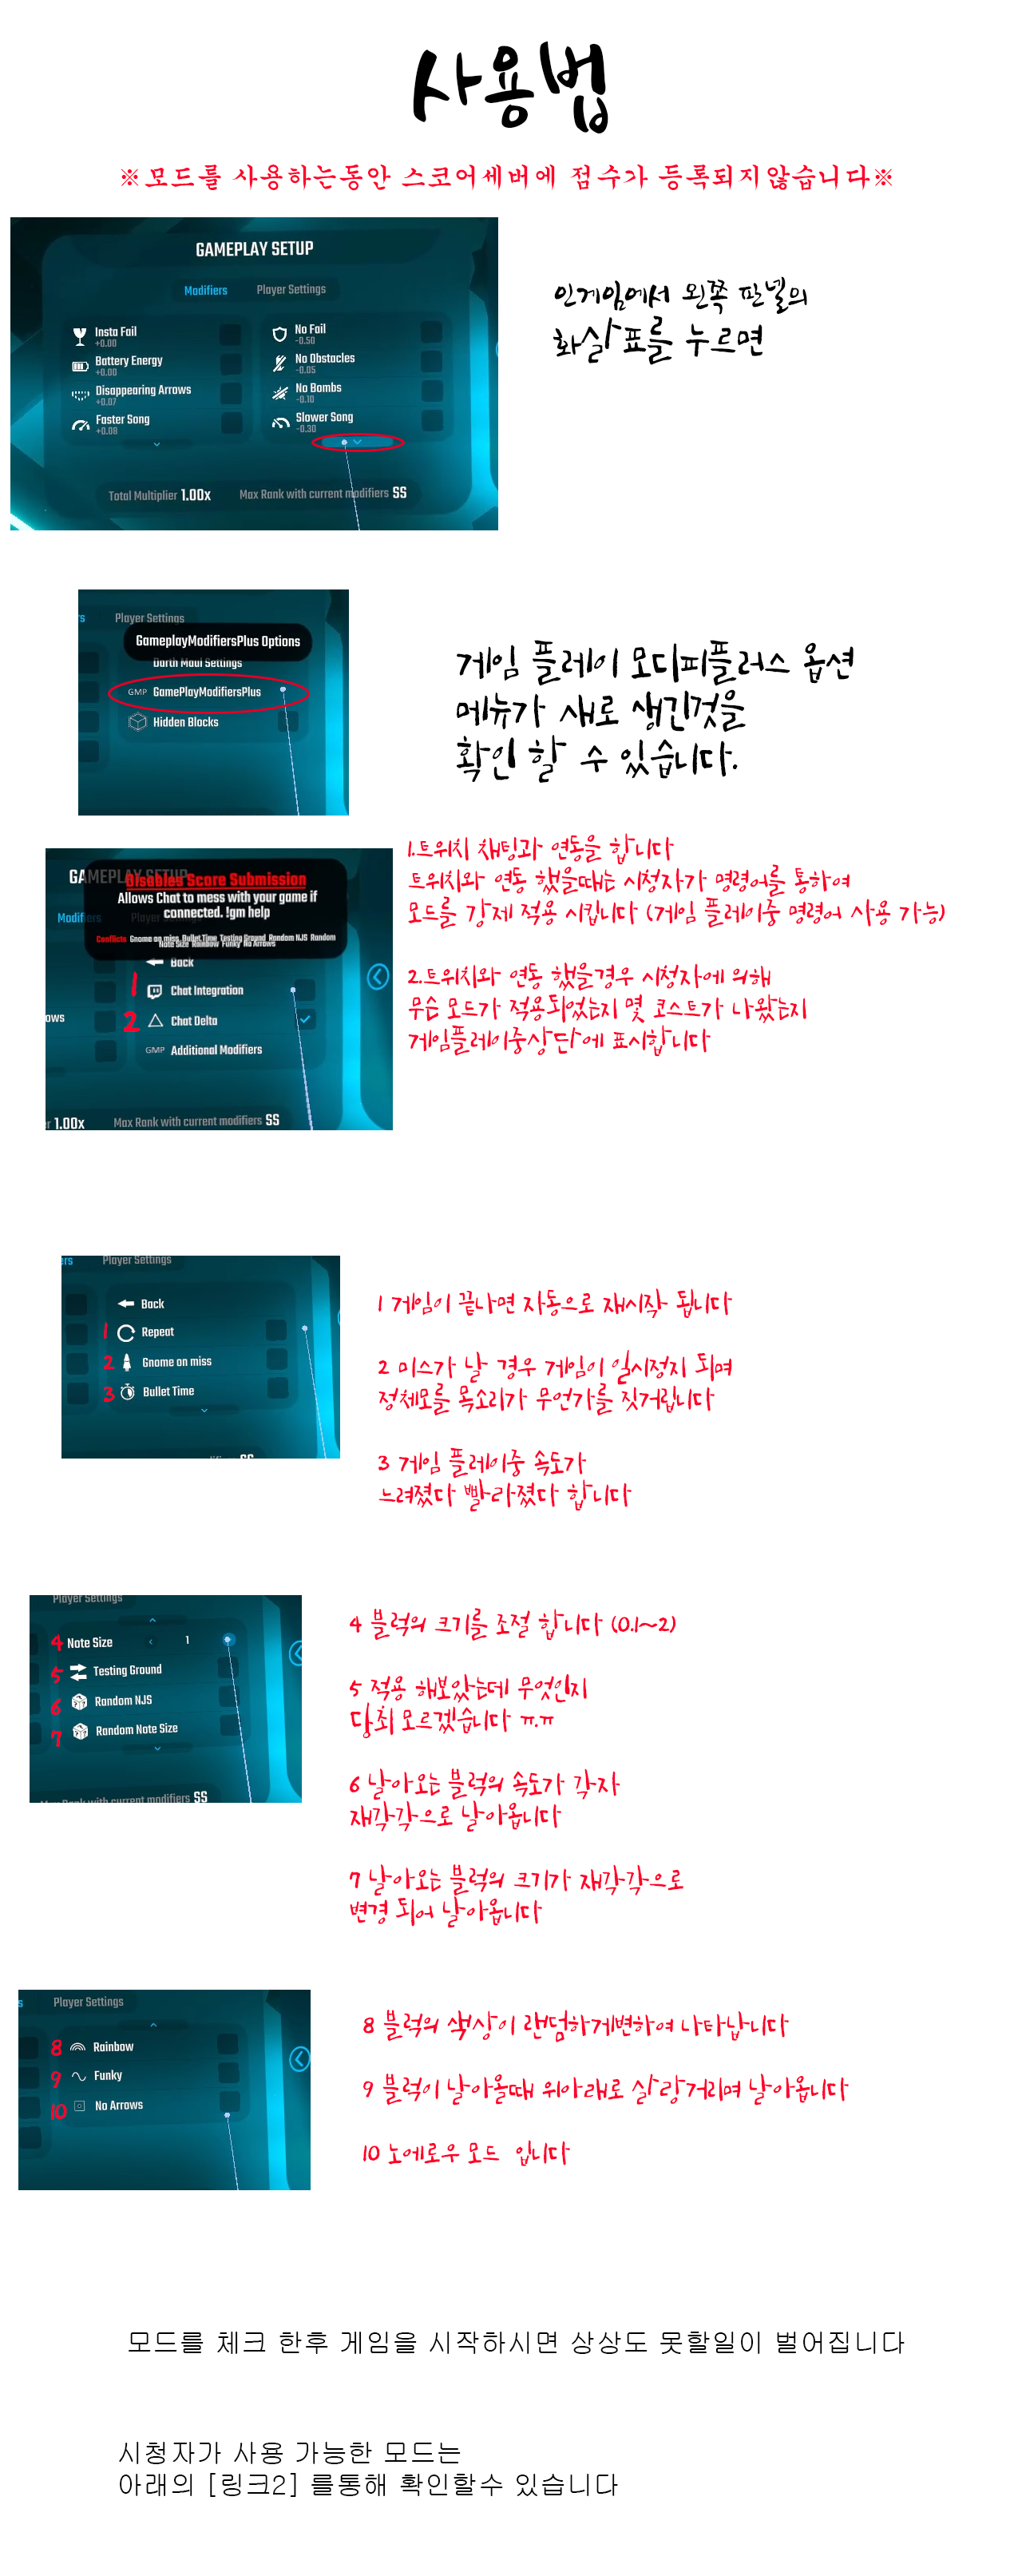 사용법
※모드를 사용하는동안 스코어세버에 점수가 등록되지않습니다※
GAMEPLAY SETUP
Modifiers Player Settings
Insta Fail
+0.00
Battery Energy
+0.00
Disappearing Arrows
+0.07
Faster Song
+0.08
No Fail
-0.50
No Obstacles
-0.05
No Bombs
-0.10
Slower Song
-0.30
Total Multiplier 1.00x Max Rank with current modifiers SS
인게임에서 왼쪽 판넬의
화살표를 누르면
s Player Settings
GameplayModifiersPlus Options
Darth Maul Settings
GMP GamePlayModifiersPlus
Hidden Blocks
게임 플레이 모디피플러스 옵션
메뉴가 새로 생긴것을
확인 할 수 있습니다.
GAMEPLAY SETUP
Disables Score Submission
Allows Chat to mess with your game if
connected. !gm help
Conflicts Gnome on miss, Bullet Time Testing Ground Random NJS Random
Note Size Rainbow Funky No Arrows
Back
1 Chat Integration
ows 2 Chat Delta
GMP Additional Modifiers
r 1.00x Max Rank with current modifiers SS
1.트위치 채팅과 연동을 합니다
트위치와 연동 했을때는 시청자가 명령어를 통하여
모드를 강제 적용 시킵니다 (게임 플레이중 명령어 사용 가능)
2.트위치와 연동 했을경우 시청자에 의해
무슨 모드가 적용되었는지 몇 코스트가 나왔는지
게임플레이중상단에 표시합니다
ers Player Settings
Back
1 Repeat
2 Gnome on miss
3 Bullet Time
1 게임이 끝나면 자동으로 재시작 됩니다
2 미스가 날 경우 게임이 일시정지 되며
정체모를 목소리가 무언가를 짓거립니다
3 게임 플레이중 속도가
느려졌다 빨라졌다 합니다
Player Settings
4 Note Size 1
5 Testing Ground
6 Random NJS
7 Random Note Size
Max Rank with current modifiers SS
4 블럭의 크기를 조절 합니다 (0.1~2)
5 적용 해보았는데 무엇인지
당최 모르겠습니다 ㅠ.ㅠ
6 날아오는 블럭의 속도가 각자
재각각으로 날아옵니다
7 날아오는 블럭의 크기가 재각각으로
변경 되어 날아옵니다
s Player Settings
8 Rainbow
9 Funky
10 No Arrows
8 블럭의 색상이 랜덤하게변하여 나타납니다
9 블럭이 날아올때 위아래로 살랑거리며 날아옵니다
10 노에로우 모드 입니다
모드를 체크 한후 게임을 시작하시면 상상도 못할일이 벌어집니다
시청자가 사용 가능한 모드는
아래의 [링크2] 를통해 확인할수 있습니다